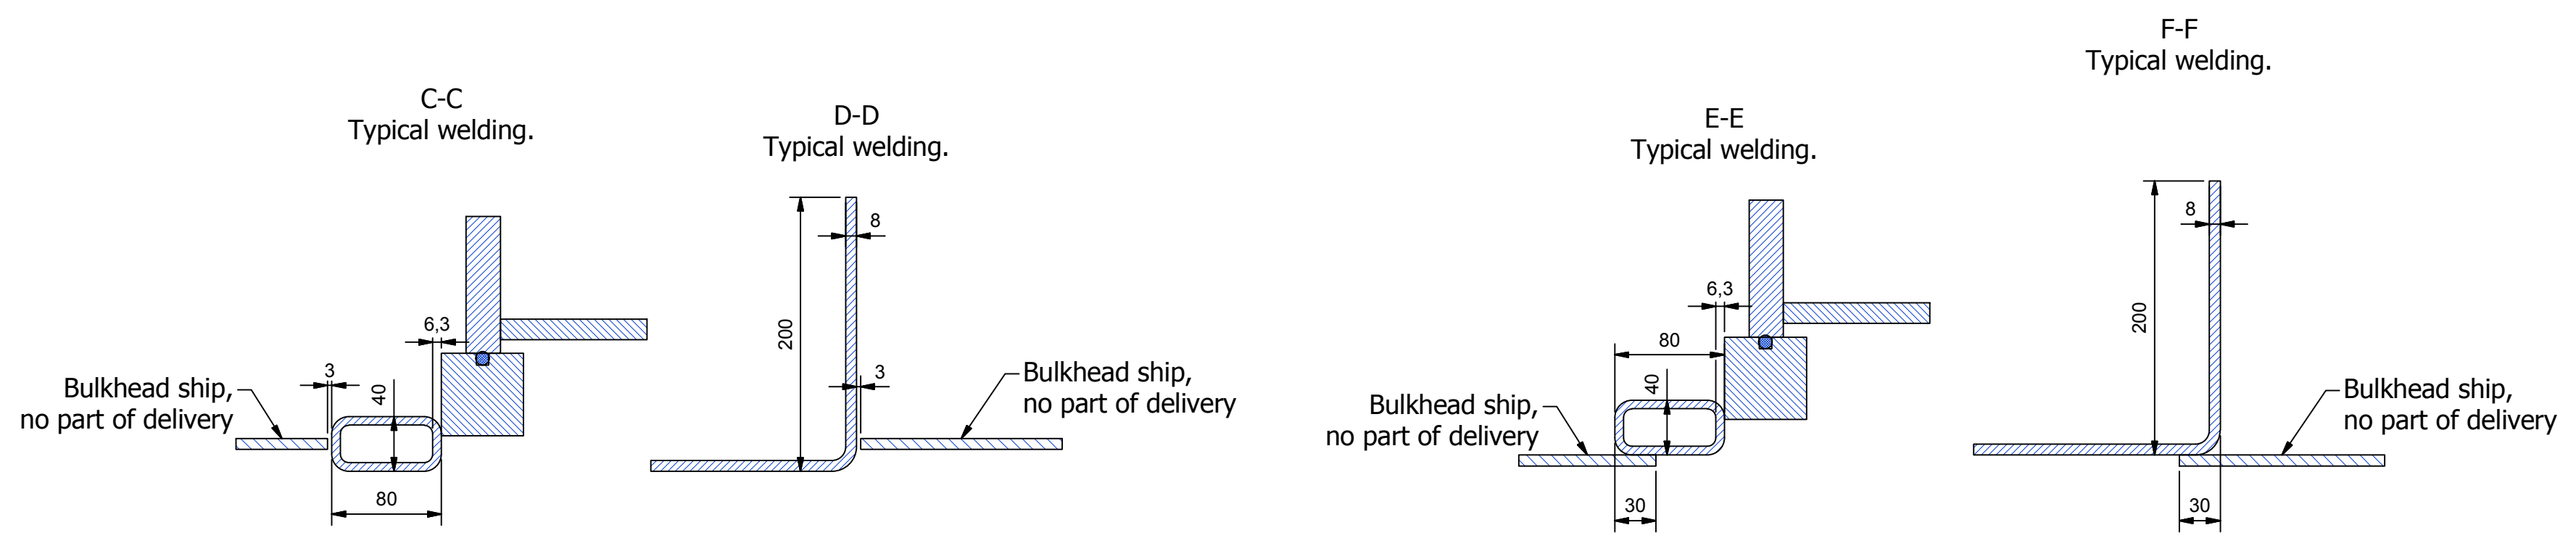 C-C
Typical welding.
3
6,3
40
80
Bulkhead ship,
no part of delivery
D-D
Typical welding.
200
8
3
Bulkhead ship,
no part of delivery
E-E
Typical welding.
6,3
80
40
30
Bulkhead ship,
no part of delivery
F-F
Typical welding.
8
200
30
Bulkhead ship,
no part of delivery